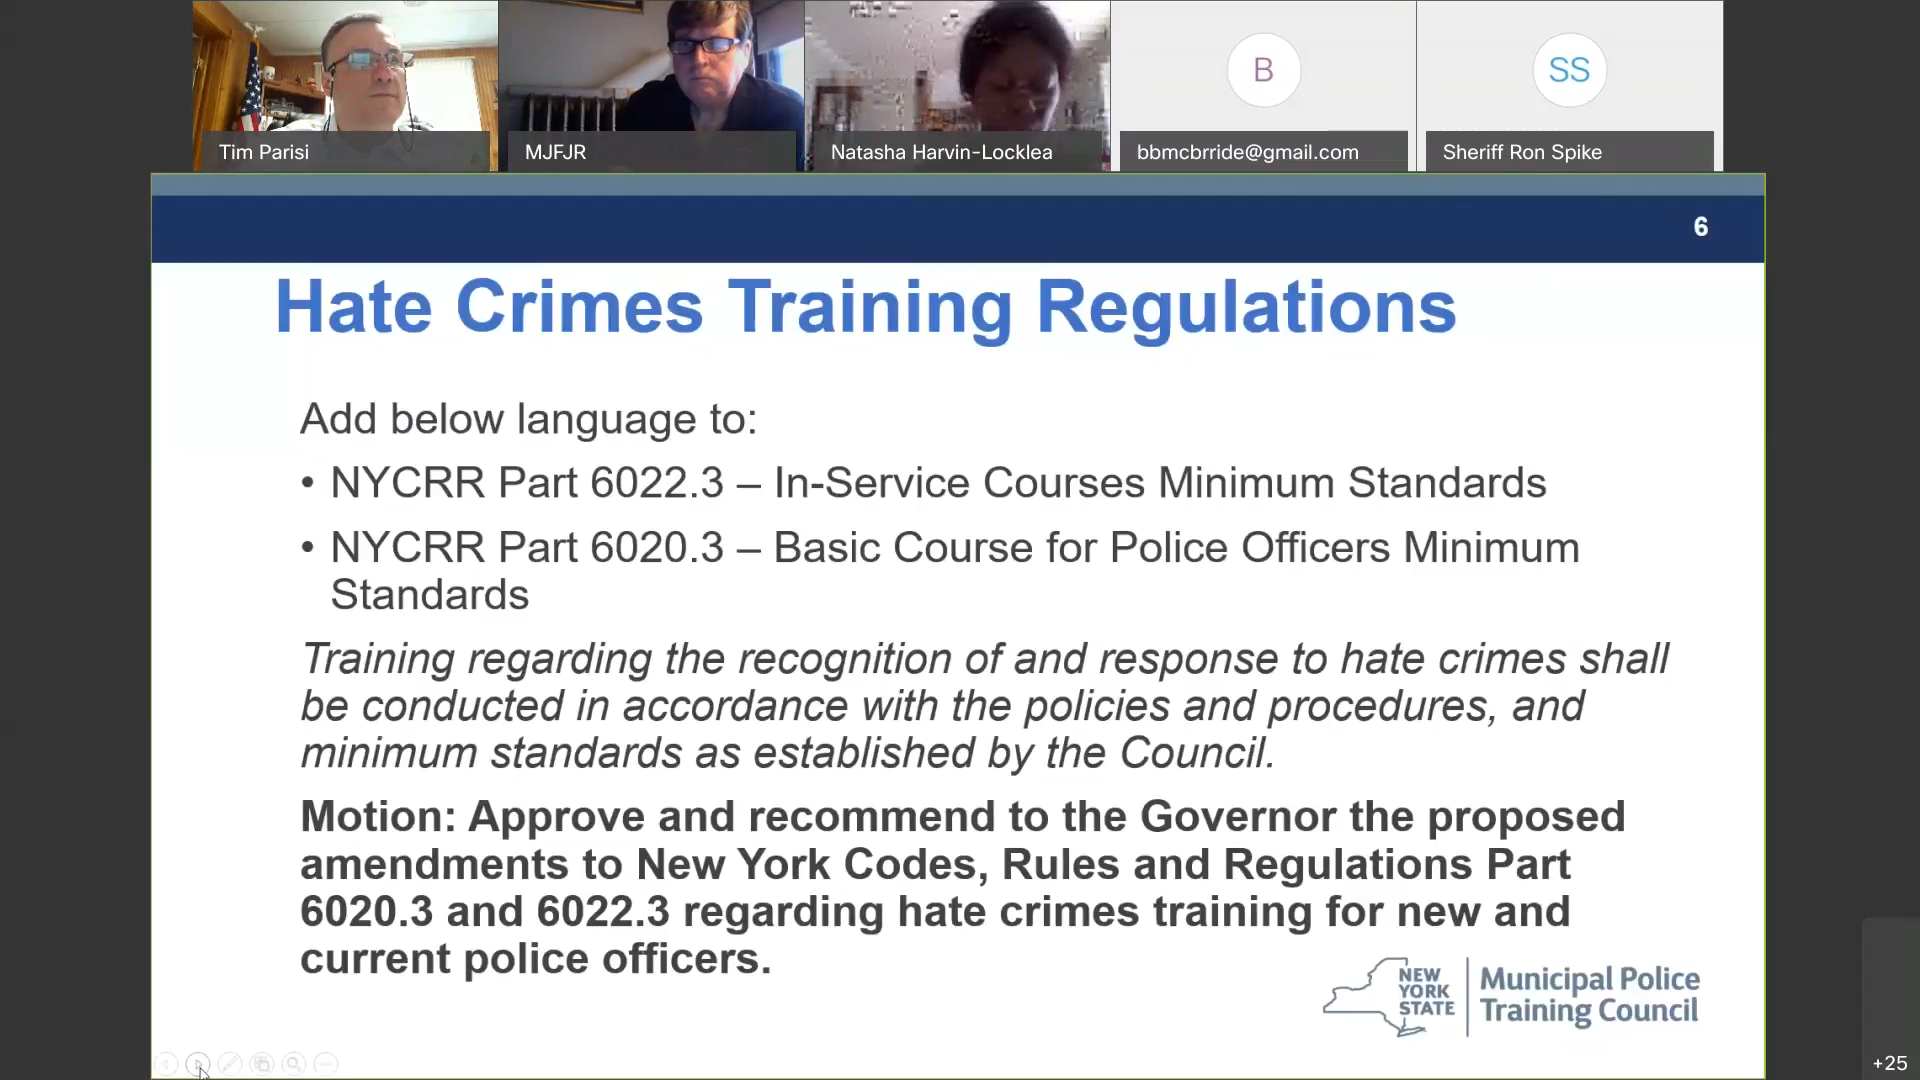 Tim Parisi
MJFJR
Natasha Harvin-Locklea
B
bbmcbrride@gmail.com
SS
Sheriff Ron Spike
6
Hate Crimes Training Regulations
Add below language to:
• NYCRR Part 6022.3 – In-Service Courses Minimum Standards
• NYCRR Part 6020.3 – Basic Course for Police Officers Minimum
Standards
Training regarding the recognition of and response to hate crimes shall
be conducted in accordance with the policies and procedures, and
minimum standards as established by the Council.
Motion: Approve and recommend to the Governor the proposed
amendments to New York Codes, Rules and Regulations Part
6020.3 and 6022.3 regarding hate crimes training for new and
current police officers.
NEW
YORK
STATE
Municipal Police
Training Council
+25